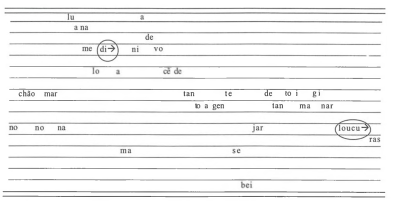 lu a
a na
de
me di→ ni vo
lo a cẽ de
chão mar tan te de to i gi
to a gen tan ma nar
no no na jar loucu→
ras
ma se
bei